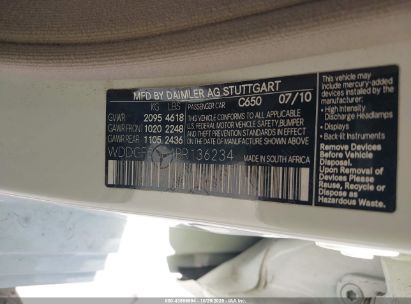 MFD BY DAIMLER AG STUTTGART
KG LBS PASSENGER CAR C650 07/10
GVWR 2095 4618
GAWR FRONT 1020 2248
GAWR REAR 1105 2436
THIS VEHICLE CONFORMS TO ALL APPLICABLE
U.S. FEDERAL MOTOR VEHICLE SAFETY, BUMPER
AND THEFT PREVENTION STANDARDS IN EFFECT
ON THE DATE OF MANUFACTURE SHOWN ABOVE.
136234
MADE IN SOUTH AFRICA
This vehicle may
include mercury-added
devices installed by the
manufacturer:
• High Intensity
Discharge Headlamps
• Displays
• Back-lit Instruments
Remove Devices
Before Vehicle Disposal.
Upon Removal of
Devices Please Reuse,
Recycle or Dispose as
Hazardous Waste.